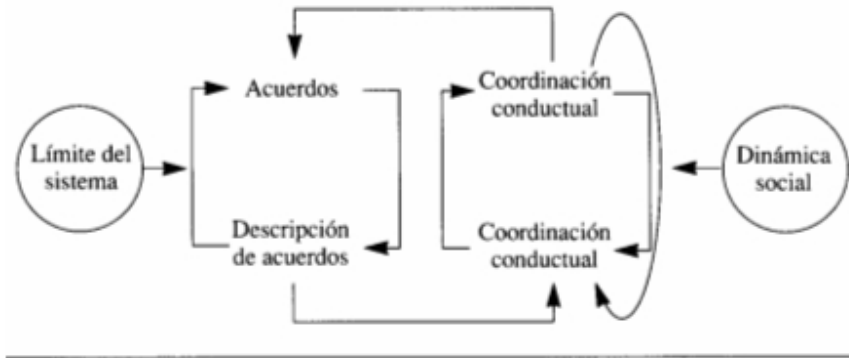 Acuerdos
Coordinación
conductual
Límite del
sistema
Dinámica
social
Descripción
de acuerdos
Coordinación
conductual